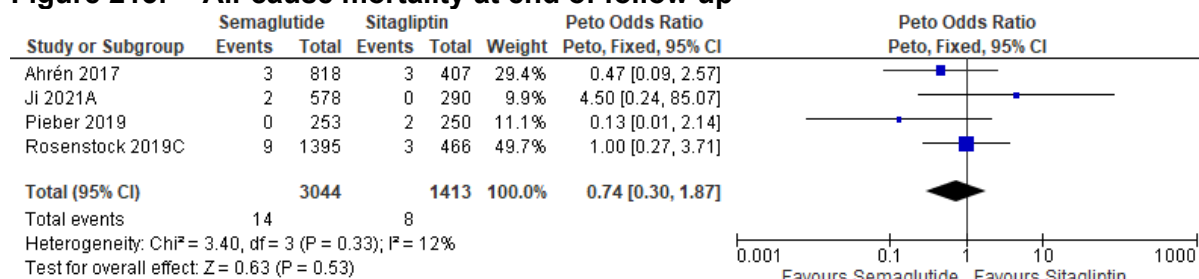 Semaglutide Sitagliptin Peto Odds Ratio Peto Odds Ratio
Study or Subgroup Events Total Events Total Weight Peto, Fixed, 95% CI Peto, Fixed, 95% CI
Ahrén 2017 3 818 3 407 29.4% 0.47 [0.09, 2.57]
Ji 2021A 2 578 0 290 9.9% 4.50 [0.24, 85.07]
Pieber 2019 0 253 2 250 11.1% 0.13 [0.01, 2.14]
Rosenstock 2019C 9 1395 3 466 49.7% 1.00 [0.27, 3.71]
Total (95% CI) 3044 1413 100.0% 0.74 [0.30, 1.87]
Total events 14 8
Heterogeneity: Chi² = 3.40, df = 3 (P = 0.33); I² = 12%
Test for overall effect: Z = 0.63 (P = 0.53)
0.001 0.1 1 10 1000
Favours Semaglutide Favours Sitagliptin